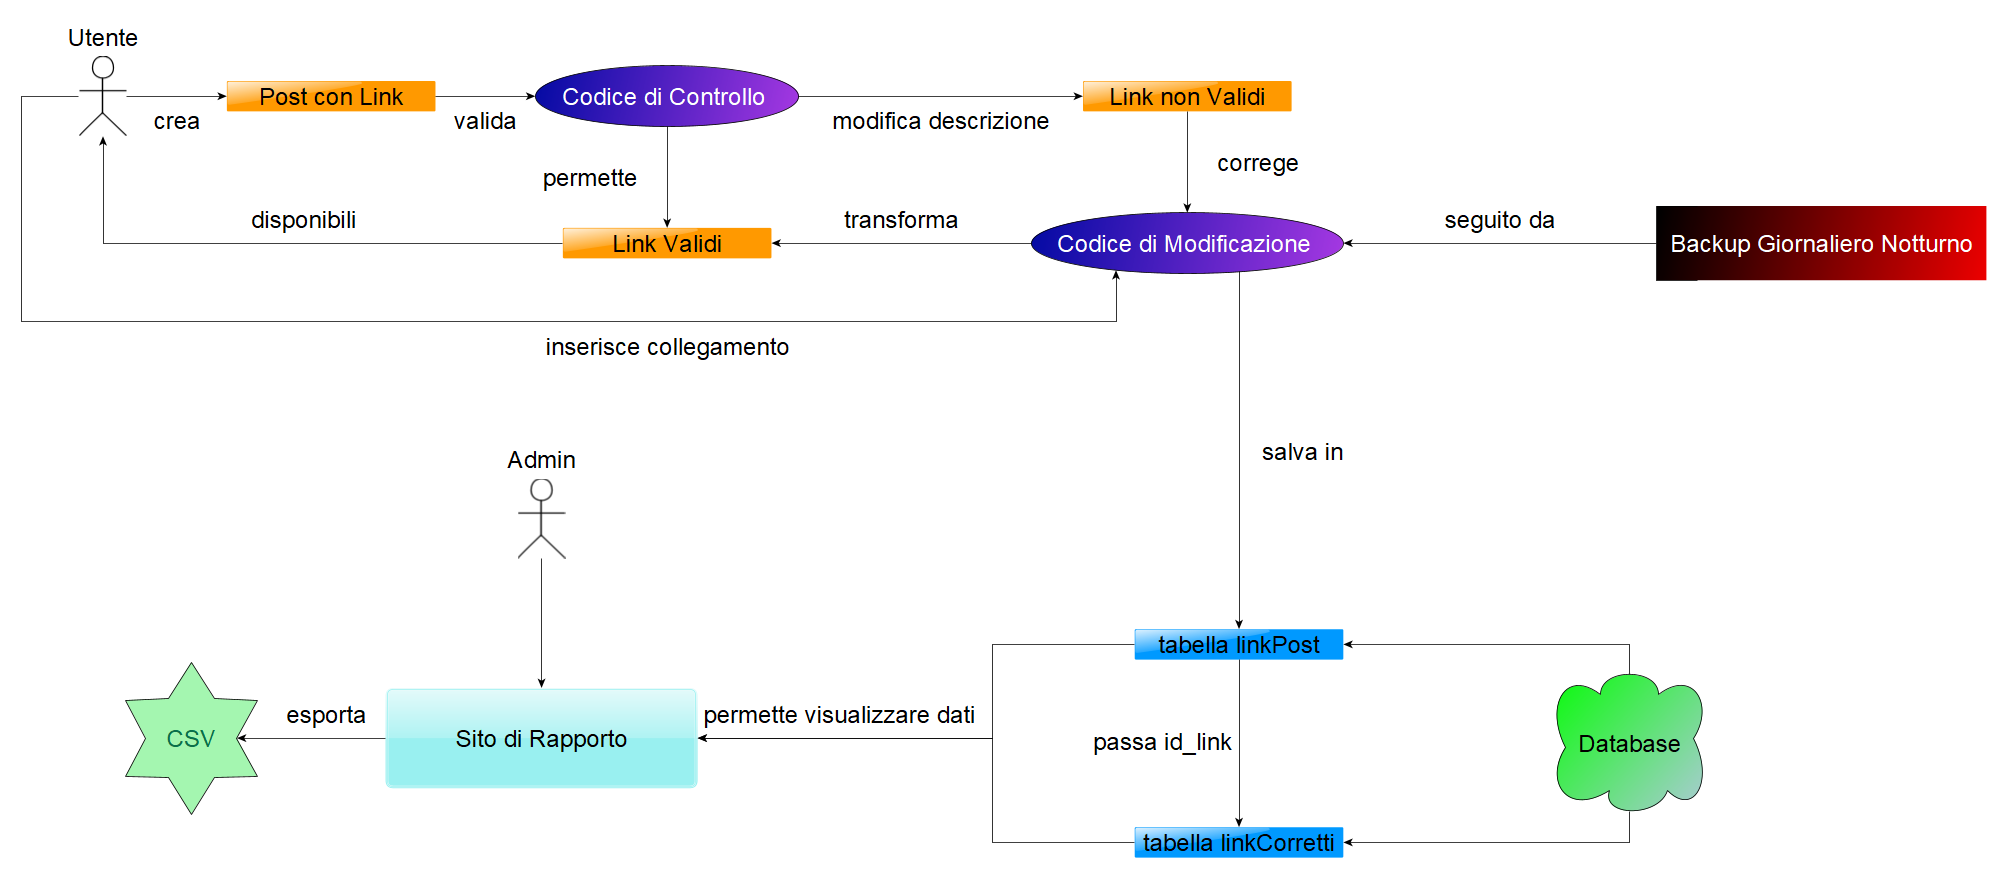 Utente
Post con Link
Codice di Controllo
Link non Validi
crea
valida
modifica descrizione
permette
correge
disponibili
transforma
seguito da
Link Validi
Codice di Modificazione
Backup Giornaliero Notturno
inserisce collegamento
Admin
salva in
tabella linkPost
esporta
permette visualizzare dati
CSV
Sito di Rapporto
passa id_link
Database
tabella linkCorretti